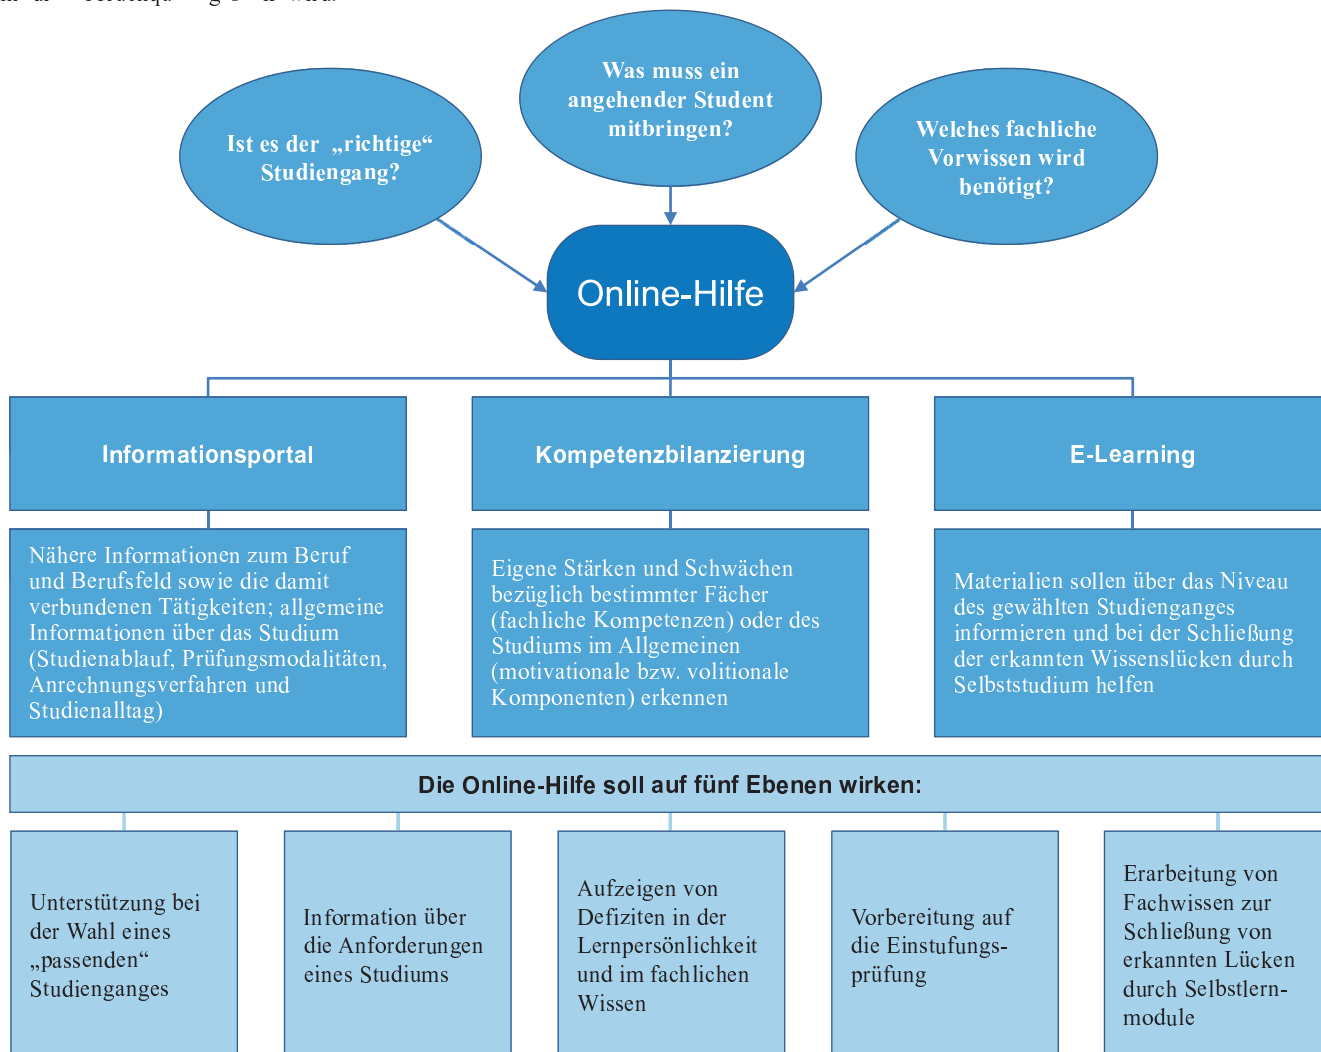 Ist es der „richtige“
Studiengang?
Was muss ein
angehender Student
mitbringen?
Welches fachliche
Vorwissen wird
benötigt?
Online-Hilfe
Informationsportal
Kompetenzbilanzierung
E-Learning
Nähere Informationen zum Beruf
und Berufsfeld sowie die damit
verbundenen Tätigkeiten; allgemeine
Informationen über das Studium
(Studienablauf, Prüfungsmodalitäten,
Anrechnungsverfahren und
Studienalltag)
Eigene Stärken und Schwächen
bezüglich bestimmter Fächer
(fachliche Kompetenzen) oder des
Studiums im Allgemeinen
(motivationale bzw. volitionale
Komponenten) erkennen
Materialien sollen über das Niveau
des gewählten Studienganges
informieren und bei der Schließung
der erkannten Wissenslücken durch
Selbststudium helfen
Die Online-Hilfe soll auf fünf Ebenen wirken:
Unterstützung bei
der Wahl eines
„passenden“
Studienganges
Information über
die Anforderungen
eines Studiums
Aufzeigen von
Defiziten in der
Lernpersönlichkeit
und im fachlichen
Wissen
Vorbereitung auf
die Einstufungs-
prüfung
Erarbeitung von
Fachwissen zur
Schließung von
erkannten Lücken
durch Selbstlern-
module